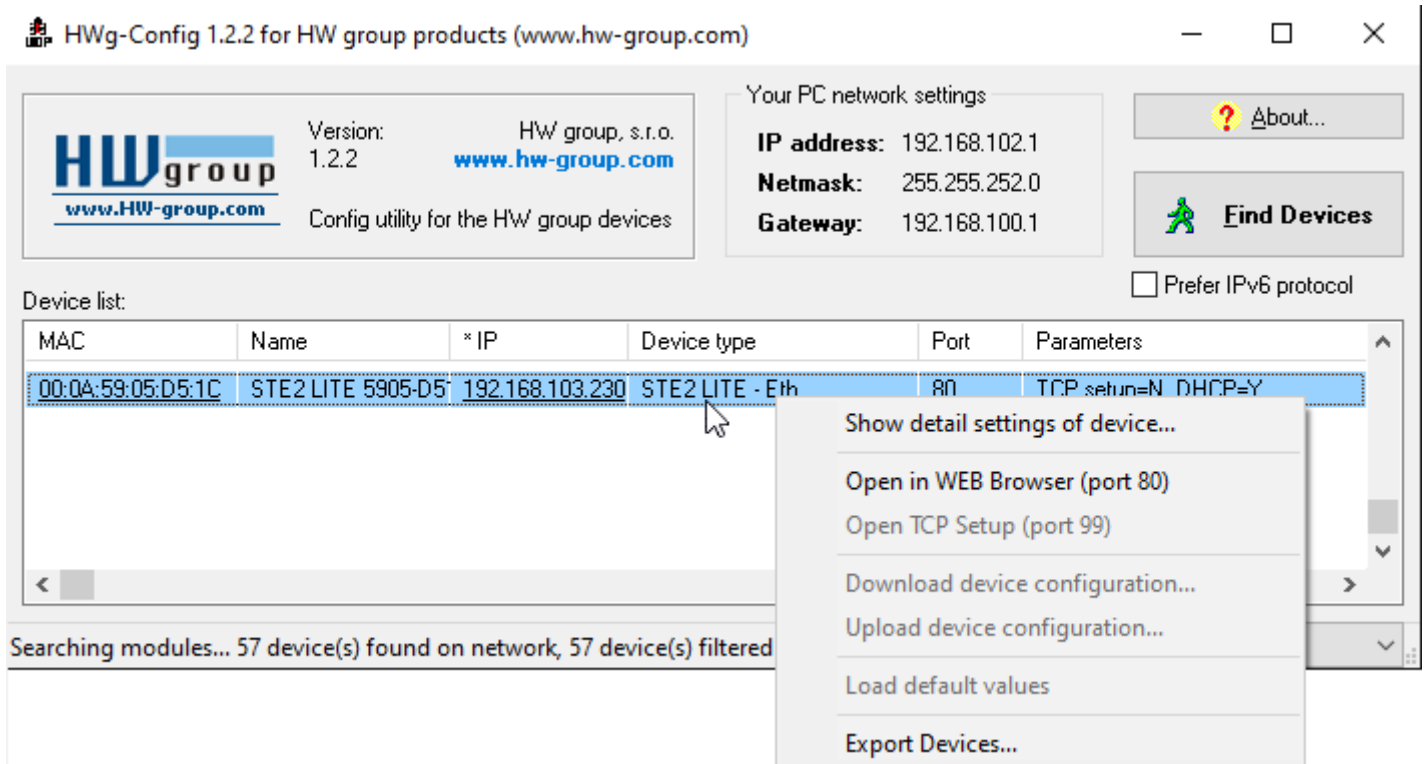 HWg-Config 1.2.2 for HW group products (www.hw-group.com)
HW group
www.HW-group.com
Version:
1.2.2
HW group, s.r.o.
www.hw-group.com
Config utility for the HW group devices
Your PC network settings
IP address: 192.168.102.1
Netmask: 255.255.252.0
Gateway: 192.168.100.1
? About...
Find Devices
Prefer IPv6 protocol
Device list:
MAC Name * IP Device type Port Parameters
00:0A:59:05:D5:1C STE2 LITE 5905-D5 192.168.103.230 STE2 LITE - Eth 80 TCP setup=N, DHCP=Y
Show detail settings of device...
Open in WEB Browser (port 80)
Open TCP Setup (port 99)
Download device configuration...
Upload device configuration...
Load default values
Export Devices...
Searching modules... 57 device(s) found on network, 57 device(s) filtered